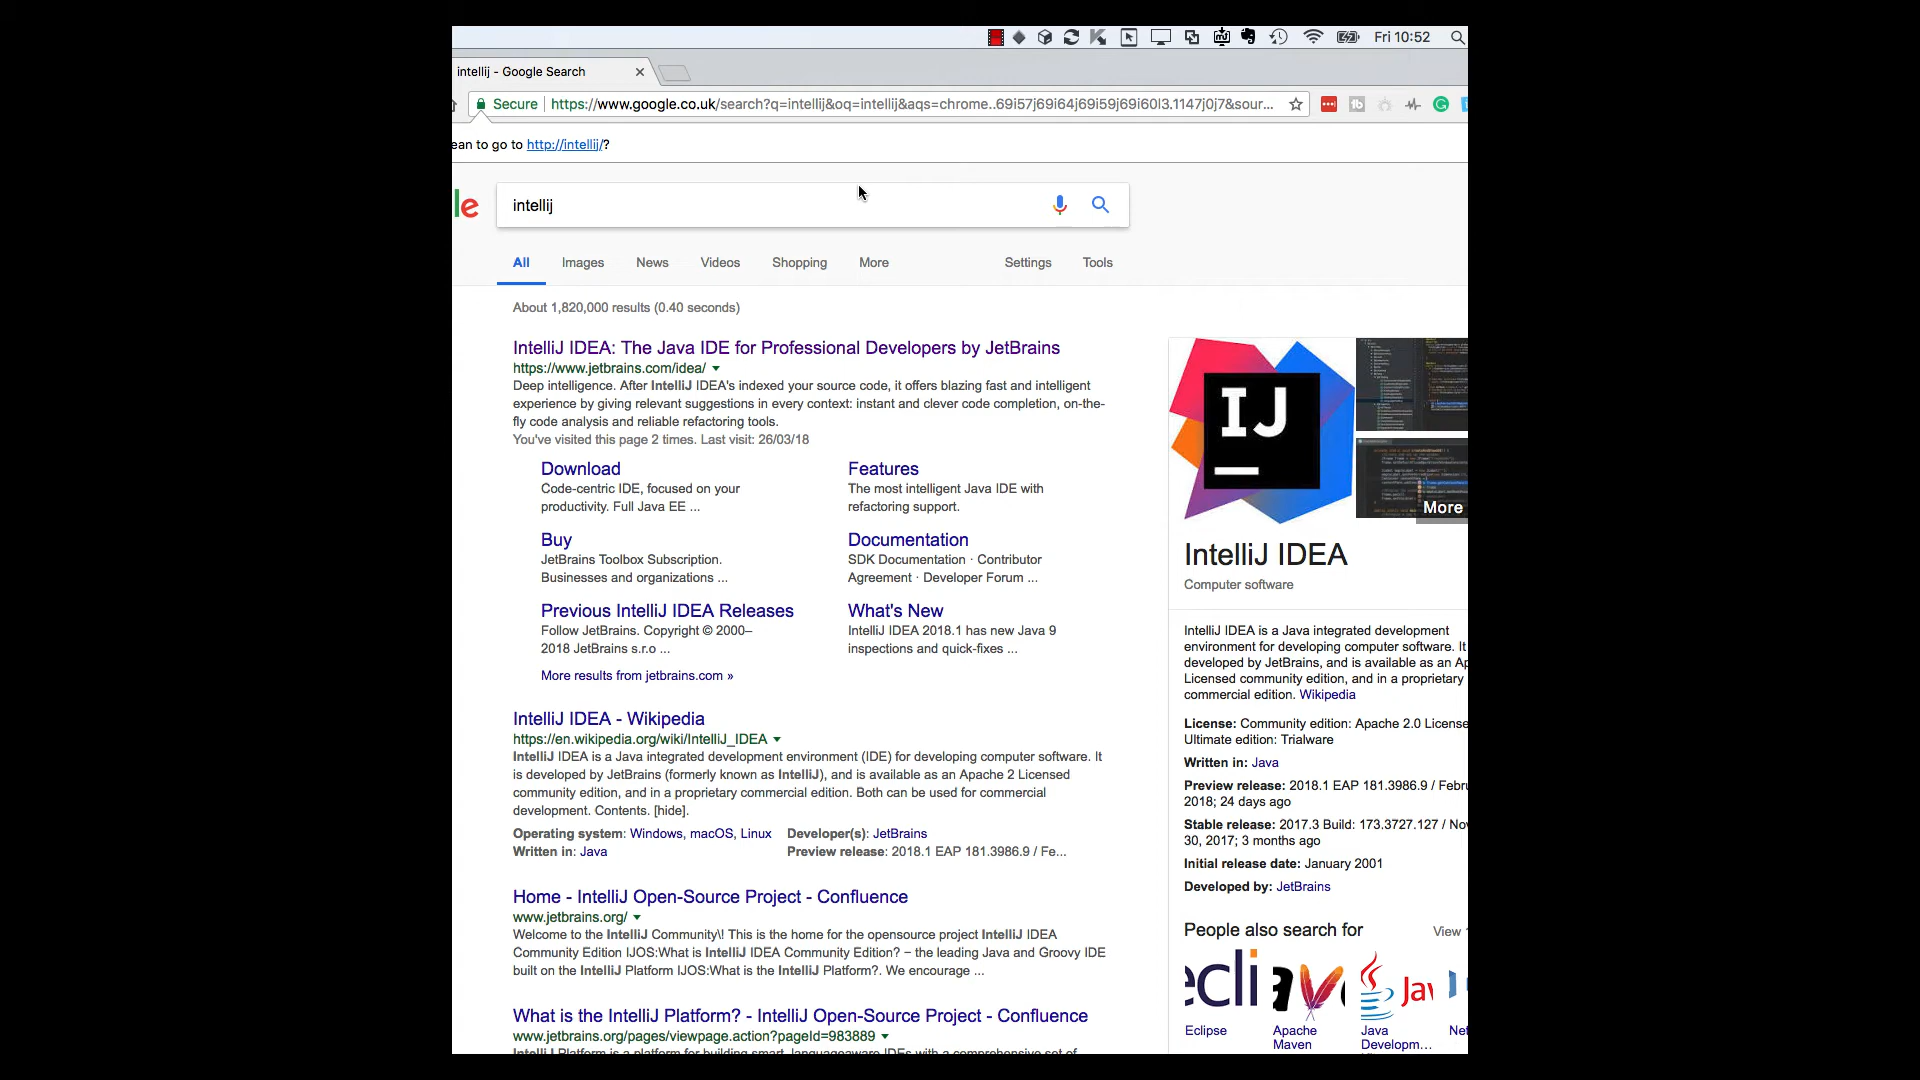 Fri 10:52
intellij - Google Search
Secure https://www.google.co.uk/search?q=intellij&oq=intellij&aqs=chrome..69i57j69i64j69i59j69i60l3.1147j0j7&sour...
ean to go to http://intellij/?
le
intellij
All Images News Videos Shopping More Settings Tools
About 1,820,000 results (0.40 seconds)
IntelliJ IDEA: The Java IDE for Professional Developers by JetBrains
https://www.jetbrains.com/idea/
Deep intelligence. After IntelliJ IDEA's indexed your source code, it offers blazing fast and intelligent
experience by giving relevant suggestions in every context: instant and clever code completion, on-the-
fly code analysis and reliable refactoring tools.
You've visited this page 2 times. Last visit: 26/03/18
Download
Code-centric IDE, focused on your
productivity. Full Java EE ...
Features
The most intelligent Java IDE with
refactoring support.
Buy
JetBrains Toolbox Subscription.
Businesses and organizations ...
Documentation
SDK Documentation · Contributor
Agreement · Developer Forum ...
Previous IntelliJ IDEA Releases
Follow JetBrains. Copyright © 2000–
2018 JetBrains s.r.o ...
What's New
IntelliJ IDEA 2018.1 has new Java 9
inspections and quick-fixes ...
More results from jetbrains.com »
IntelliJ IDEA - Wikipedia
https://en.wikipedia.org/wiki/IntelliJ_IDEA
IntelliJ IDEA is a Java integrated development environment (IDE) for developing computer software. It
is developed by JetBrains (formerly known as IntelliJ), and is available as an Apache 2 Licensed
community edition, and in a proprietary commercial edition. Both can be used for commercial
development. Contents. [hide].
Operating system: Windows, macOS, Linux Developer(s): JetBrains
Written in: Java Preview release: 2018.1 EAP 181.3986.9 / Fe...
Home - IntelliJ Open-Source Project - Confluence
www.jetbrains.org/
Welcome to the IntelliJ Community\! This is the home for the opensource project IntelliJ IDEA
Community Edition IJOS:What is IntelliJ IDEA Community Edition? – the leading Java and Groovy IDE
built on the IntelliJ Platform IJOS:What is the IntelliJ Platform?. We encourage ...
What is the IntelliJ Platform? - IntelliJ Open-Source Project - Confluence
www.jetbrains.org/pages/viewpage.action?pageId=983889
IntelliJ Platform is a platform for building smart, languageaware IDEs with a comprehensive set of
IJ
More
IntelliJ IDEA
Computer software
IntelliJ IDEA is a Java integrated development
environment for developing computer software. It
developed by JetBrains, and is available as an Ap
Licensed community edition, and in a proprietary
commercial edition. Wikipedia
License: Community edition: Apache 2.0 License
Ultimate edition: Trialware
Written in: Java
Preview release: 2018.1 EAP 181.3986.9 / Febru
2018; 24 days ago
Stable release: 2017.3 Build: 173.3727.127 / Nov
30, 2017; 3 months ago
Initial release date: January 2001
Developed by: JetBrains
People also search for
View
ecli
Jav
Eclipse
Apache
Maven
Java
Developm...
Net